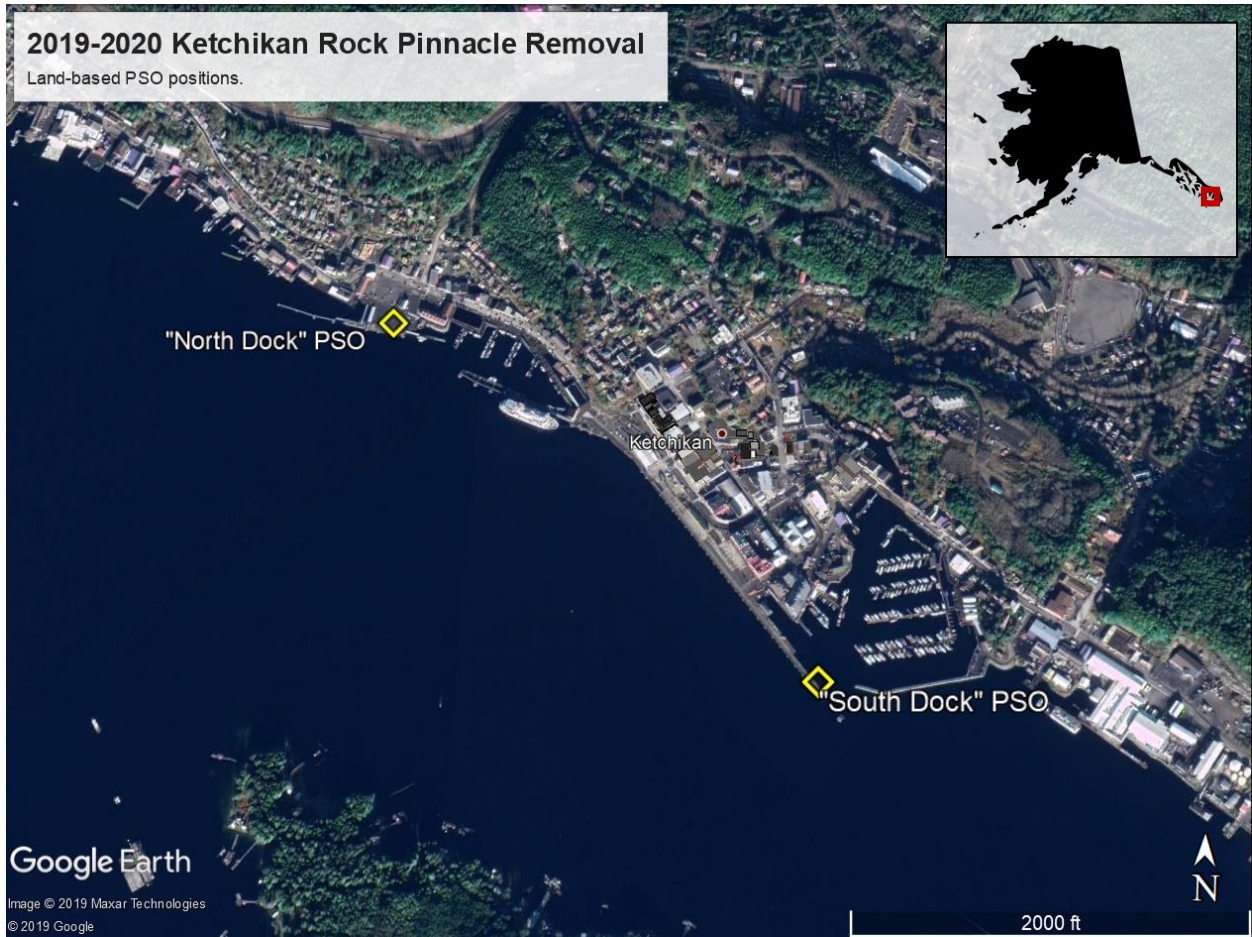 2019-2020 Ketchikan Rock Pinnacle Removal
Land-based PSO positions.
"North Dock" PSO
Ketchikan
"South Dock" PSO
Google Earth
Image © 2019 Maxar Technologies
© 2019 Google
N
2000 ft